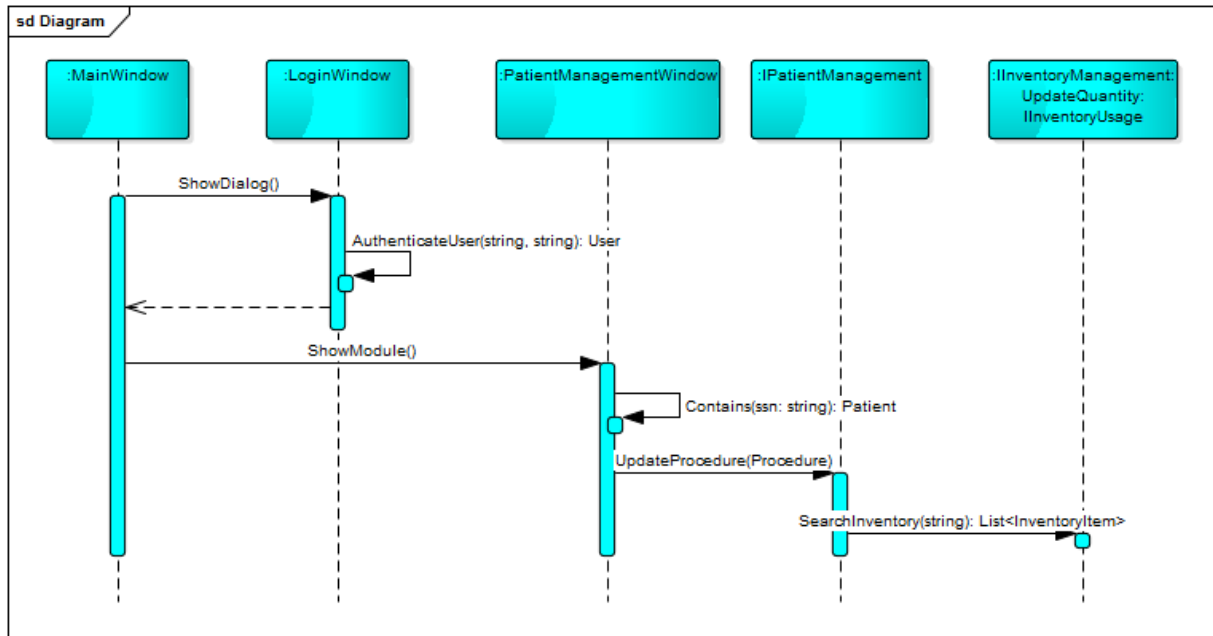 sd Diagram
:MainWindow
:LoginWindow
:PatientManagementWindow
:IPatientManagement
:IInventoryManagement:
UpdateQuantity:
IInventoryUsage
ShowDialog()
AuthenticateUser(string, string): User
ShowModule()
Contains(ssn: string): Patient
UpdateProcedure(Procedure)
SearchInventory(string): List<InventoryItem>